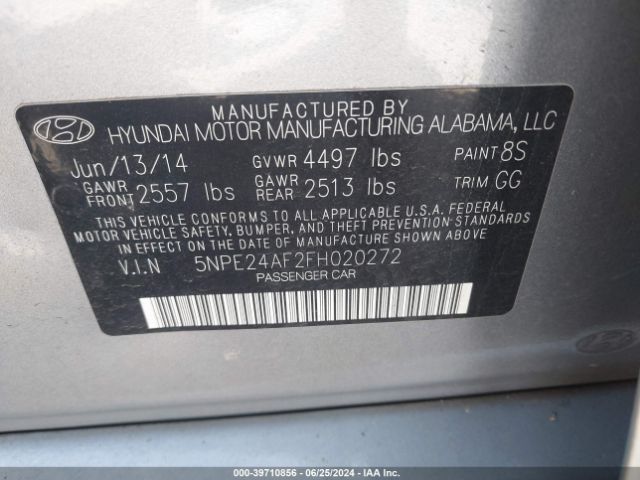 MANUFACTURED BY
HYUNDAI MOTOR MANUFACTURING ALABAMA, LLC
Jun/13/14 GVWR 4497 lbs PAINT 8S
GAWR FRONT 2557 lbs GAWR REAR 2513 lbs TRIM GG
THIS VEHICLE CONFORMS TO ALL APPLICABLE U.S.A. FEDERAL
MOTOR VEHICLE SAFETY, BUMPER, AND THEFT PREVENTION STANDARDS
IN EFFECT ON THE DATE OF MANUFACTURE SHOWN ABOVE.
V.I.N 5NPE24AF2FH020272
PASSENGER CAR
000-39710856 - 06/25/2024 - IAA Inc.